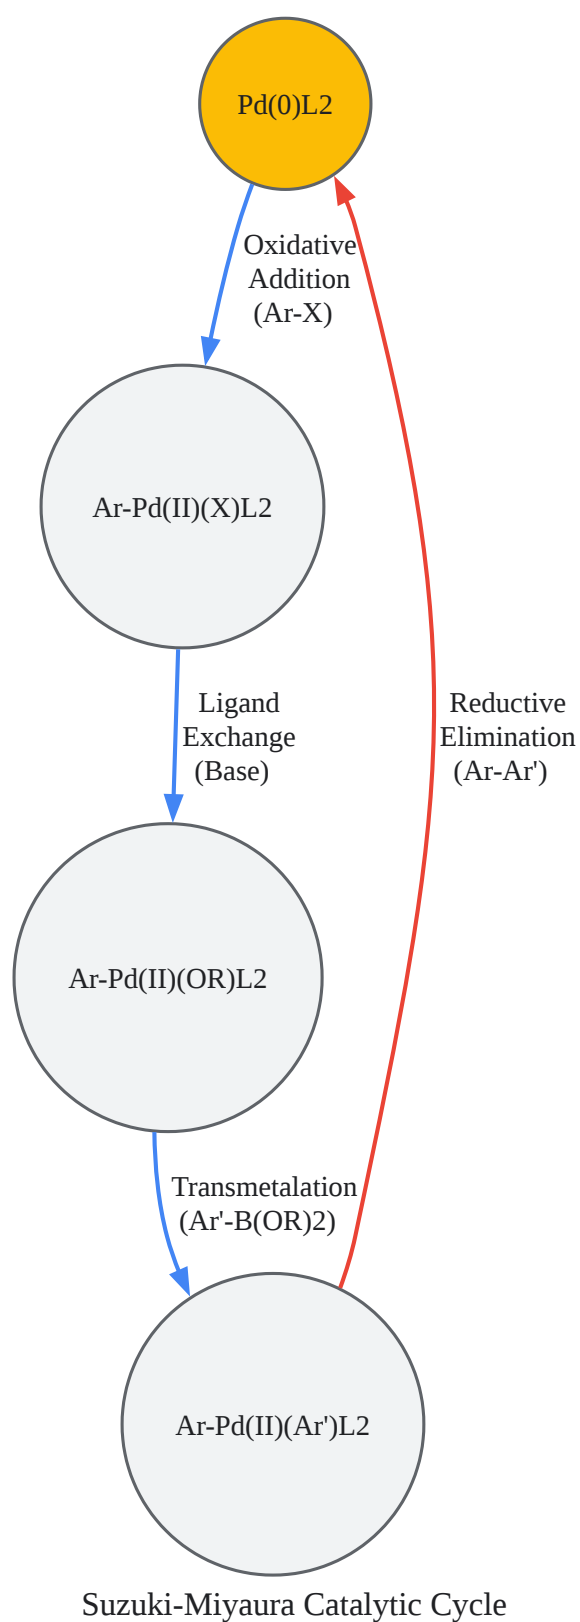 Pd(0)L2
Oxidative
Addition
(Ar-X)
Ar-Pd(II)(X)L2
Ligand
Exchange
(Base)
Reductive
Elimination
(Ar-Ar')
Ar-Pd(II)(OR)L2
Transmetalation
(Ar'-B(OR)2)
Ar-Pd(II)(Ar')L2
Suzuki-Miyaura Catalytic Cycle